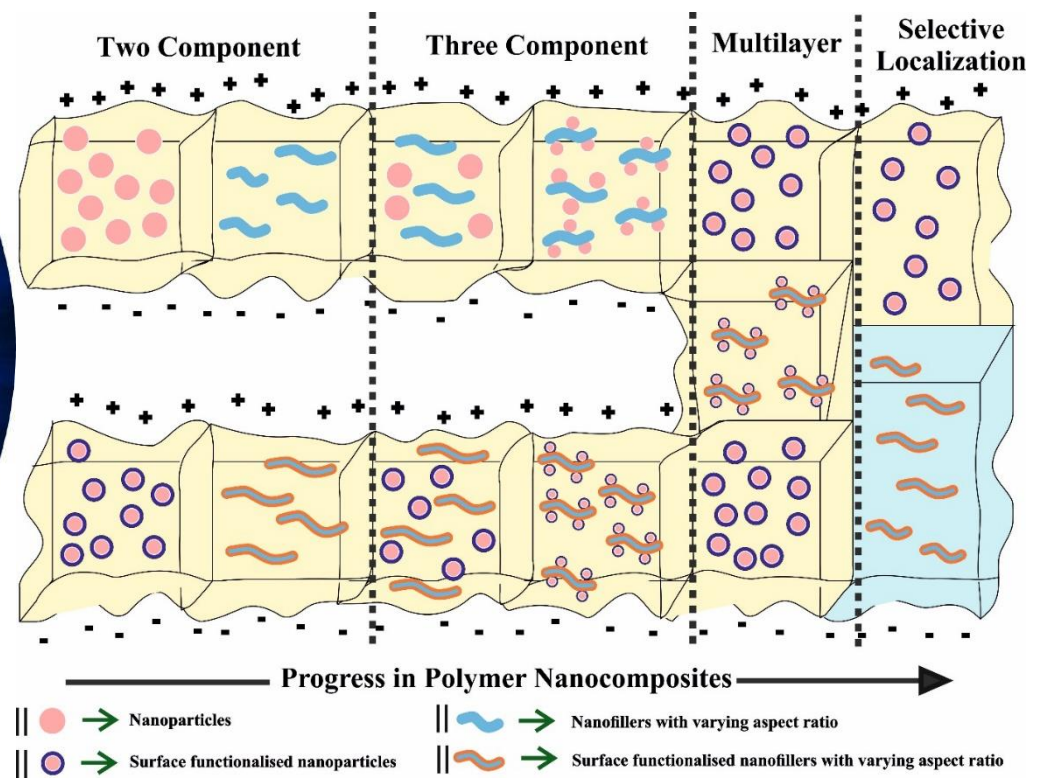 Two Component
Three Component
Multilayer
Selective
Localization
Progress in Polymer Nanocomposites
Nanoparticles
Nanofillers with varying aspect ratio
Surface functionalised nanoparticles
Surface functionalised nanofillers with varying aspect ratio